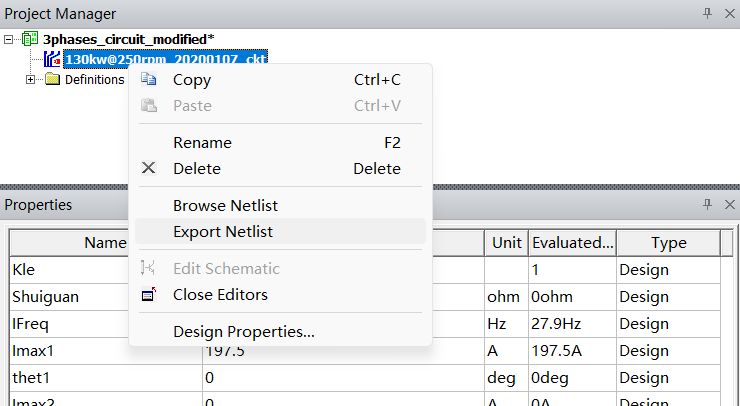 Project Manager
3phases_circuit_modified*
130kw@250rpm_20200107_ckt
Definitions
Copy Ctrl+C
Paste Ctrl+V
Rename F2
Delete Delete
Browse Netlist
Export Netlist
Edit Schematic
Close Editors
Design Properties...
Properties
Name Unit Evaluated... Type
Kle 1 Design
Shuiguan ohm 0ohm Design
IFreq Hz 27.9Hz Design
Imax1 197.5 A 197.5A Design
thet1 0 deg 0deg Design
Imax2 0 A 0A Design